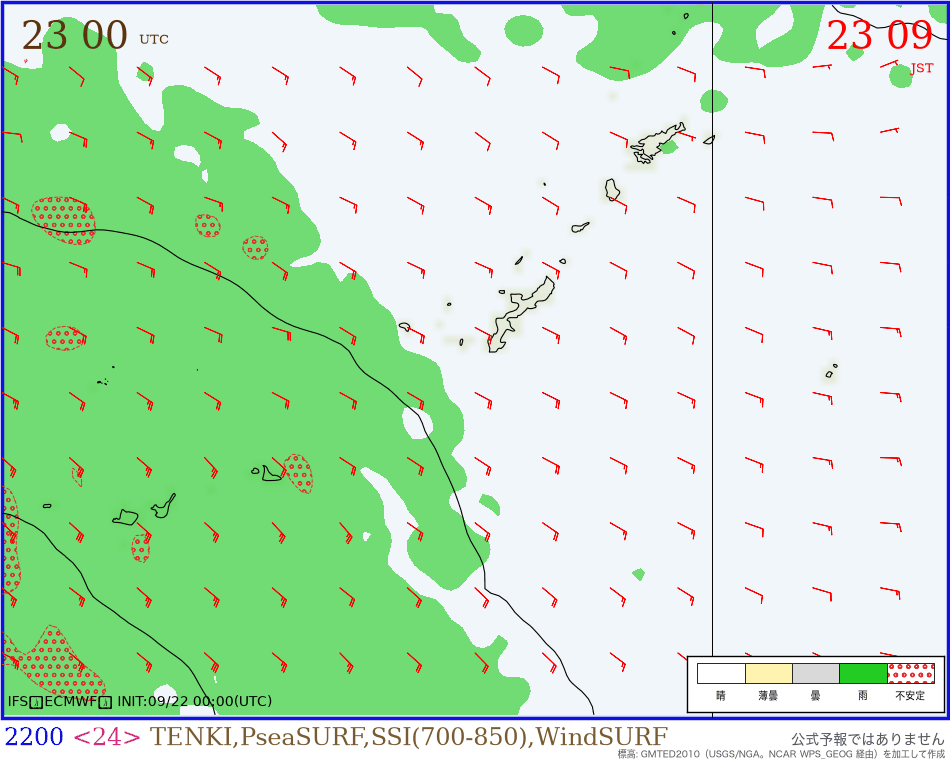 23 00 UTC
23 09
JST
晴 薄曇 曇 雨 不安定
IFS□ECMWF□ INIT:09/22 00:00(UTC)
2200 <24> TENKI,PseaSURF,SSI(700-850),WindSURF
公式予報ではありません
標高: GMTED2010（USGS/NGA。NCAR WPS_GEOG 経由）を加工して作成